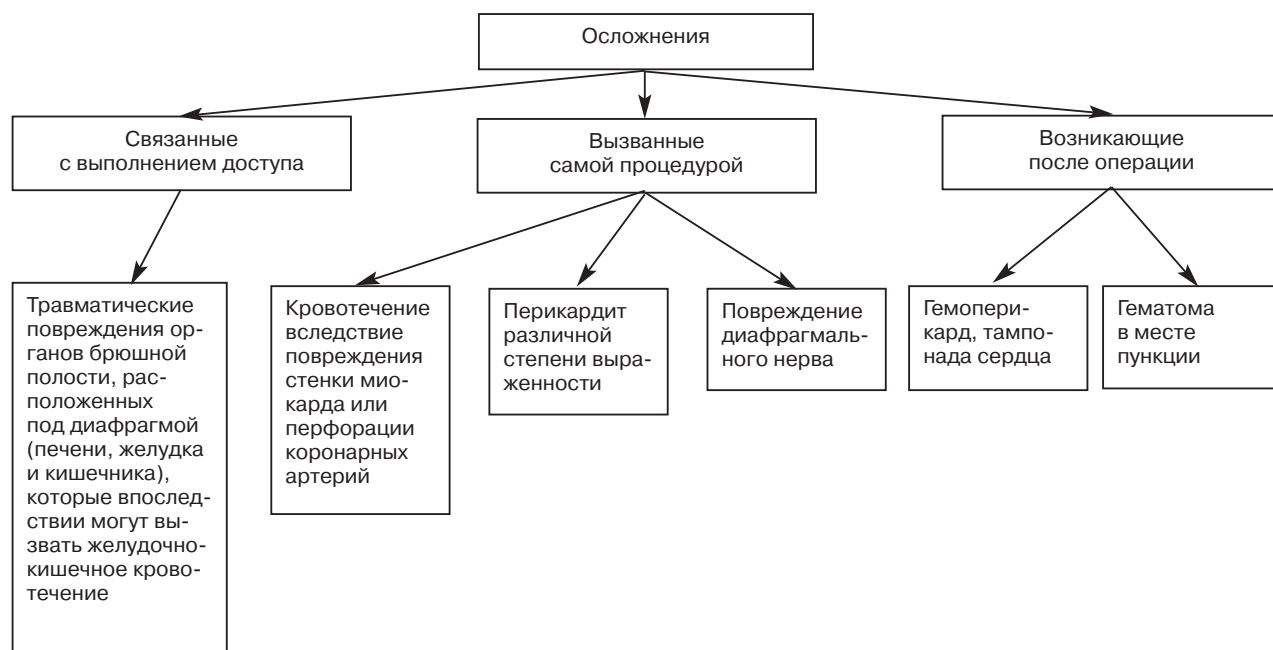 Осложнения
Связанные
с выполнением доступа
Вызванные
самой процедурой
Возникающие
после операции
Травматические
повреждения ор-
ганов брюшной
полости, рас-
положенных
под диафрагмой
(печени, желудка
и кишечника),
которые впослед-
ствии могут вы-
звать желудочно-
кишечное крово-
течение
Кровотечение
вследствие
повреждения
стенки мио-
карда или
перфорации
коронарных
артерий
Перикардит
различной
степени выра-
женности
Повреждение
диафрагмаль-
ного нерва
Гемопери-
кард, тампо-
нада сердца
Гематома
в месте
пункции